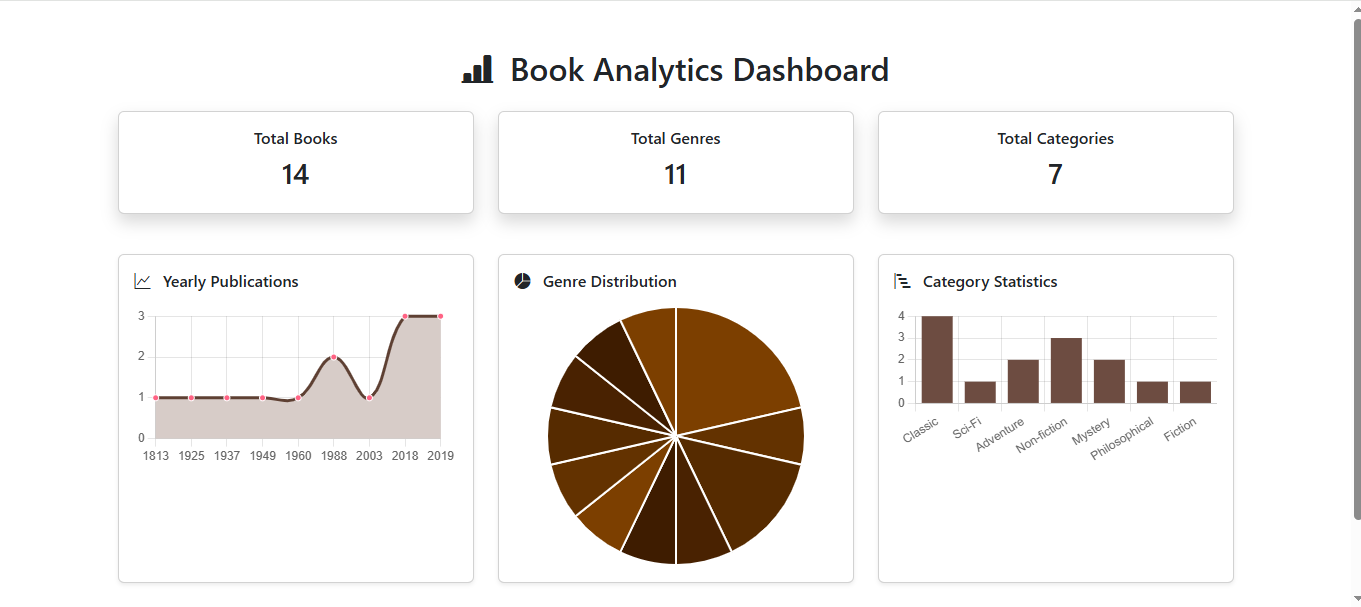 Book Analytics Dashboard
Total Books
14
Total Genres
11
Total Categories
7
Yearly Publications
3
2
1
0
1813 1925 1937 1949 1960 1988 2003 2018 2019
Genre Distribution
Category Statistics
4
3
2
1
0
Classic Sci-Fi Adventure Non-fiction Mystery Philosophical Fiction